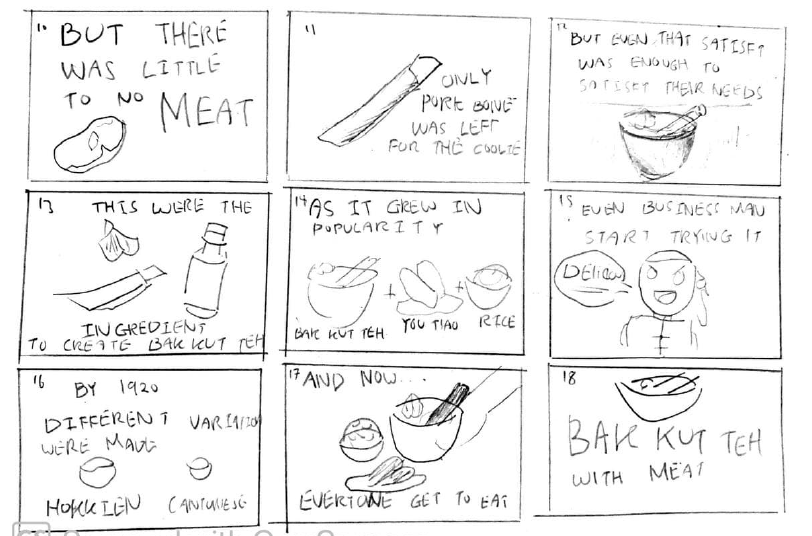 10
BUT THERE
WAS LITTLE
TO NO MEAT
11
ONLY
PORK BONE
WAS LEFT
FOR THE COOLIE
12
BUT EVEN THAT SATISFY
WAS ENOUGH TO
SATISFY THEIR NEEDS
13
THIS WERE THE
INGREDIENT
TO CREATE BAK KUT TEH
14
AS IT GREW IN
POPULARITY
BAK KUT TEH
YOU TIAO
RICE
15
EVEN BUSINESS MAN
START TRYING IT
16
BY 1920
DIFFERENT VARIATION
WERE MADE
HOKKIEN CANTONESE
17
AND NOW...
EVERYONE GET TO EAT
18
BAK KUT TEH
WITH MEAT